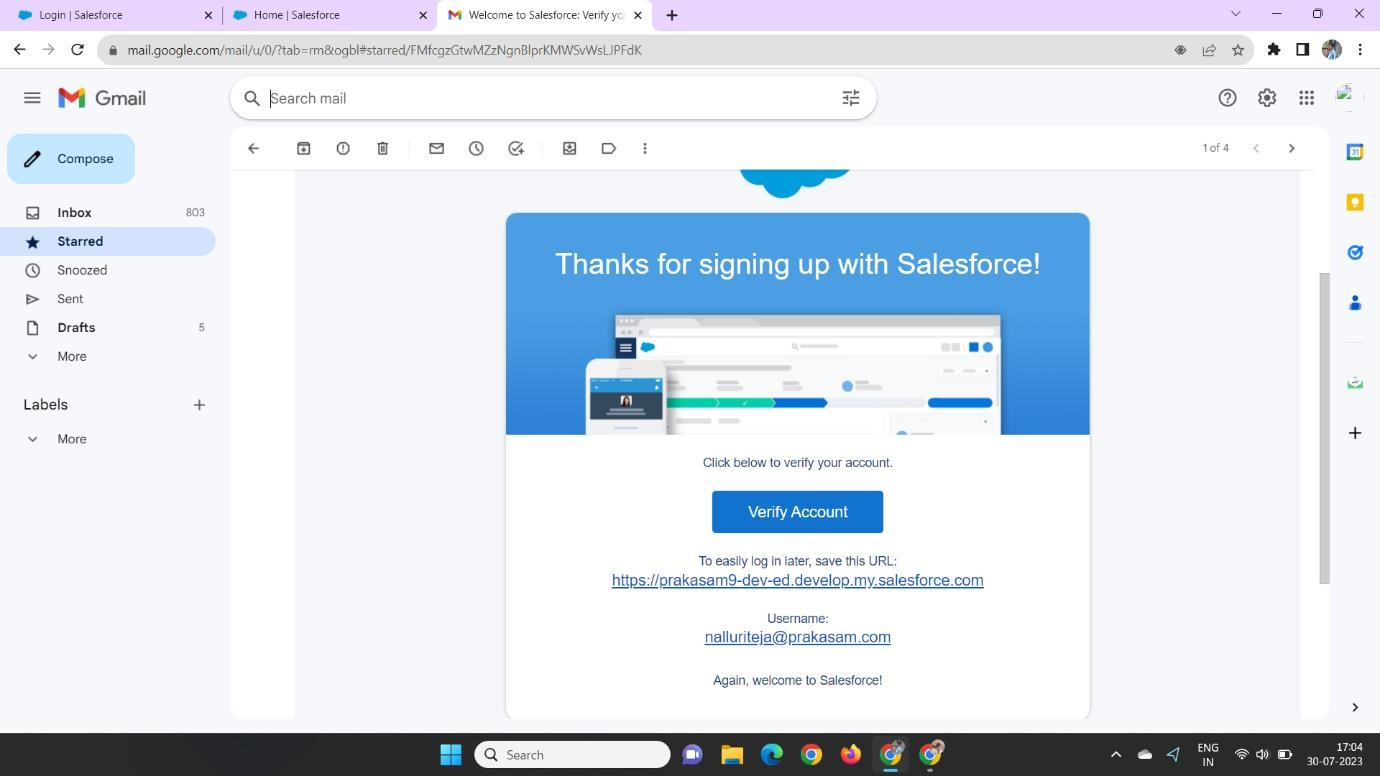 Login | Salesforce
Home | Salesforce
Welcome to Salesforce: Verify yo
mail.google.com/mail/u/0/?tab=rm&ogbl#starred/FMfcgzGtwMZzNgnBlprKMWSvWsLJPFdK
Gmail
Search mail
Compose
1 of 4
Inbox 803
Starred
Snoozed
Sent
Drafts 5
More
Labels
More
Thanks for signing up with Salesforce!
Click below to verify your account.
Verify Account
To easily log in later, save this URL:
https://prakasam9-dev-ed.develop.my.salesforce.com
Username:
nalluriteja@prakasam.com
Again, welcome to Salesforce!
Search
ENG
IN
17:04
30-07-2023